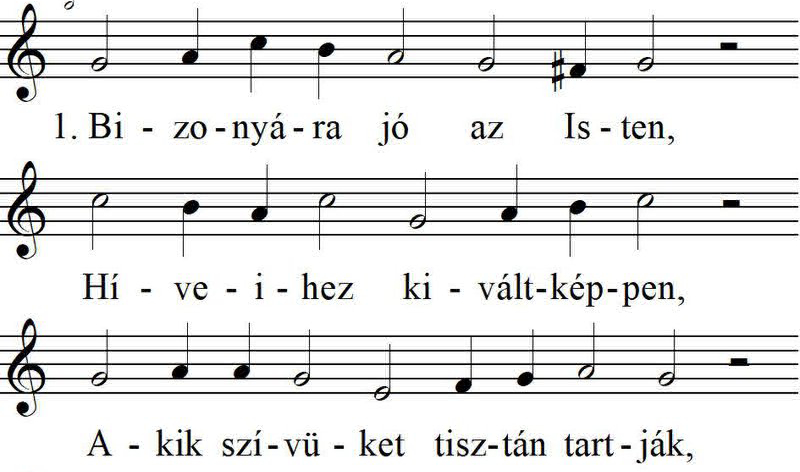 1. Bi - zo - nyá - ra jó az Is - ten,
Hí - ve - i - hez ki - vált - kép - pen,
A - kik szí - vü - ket tisz - tán tart - ják,